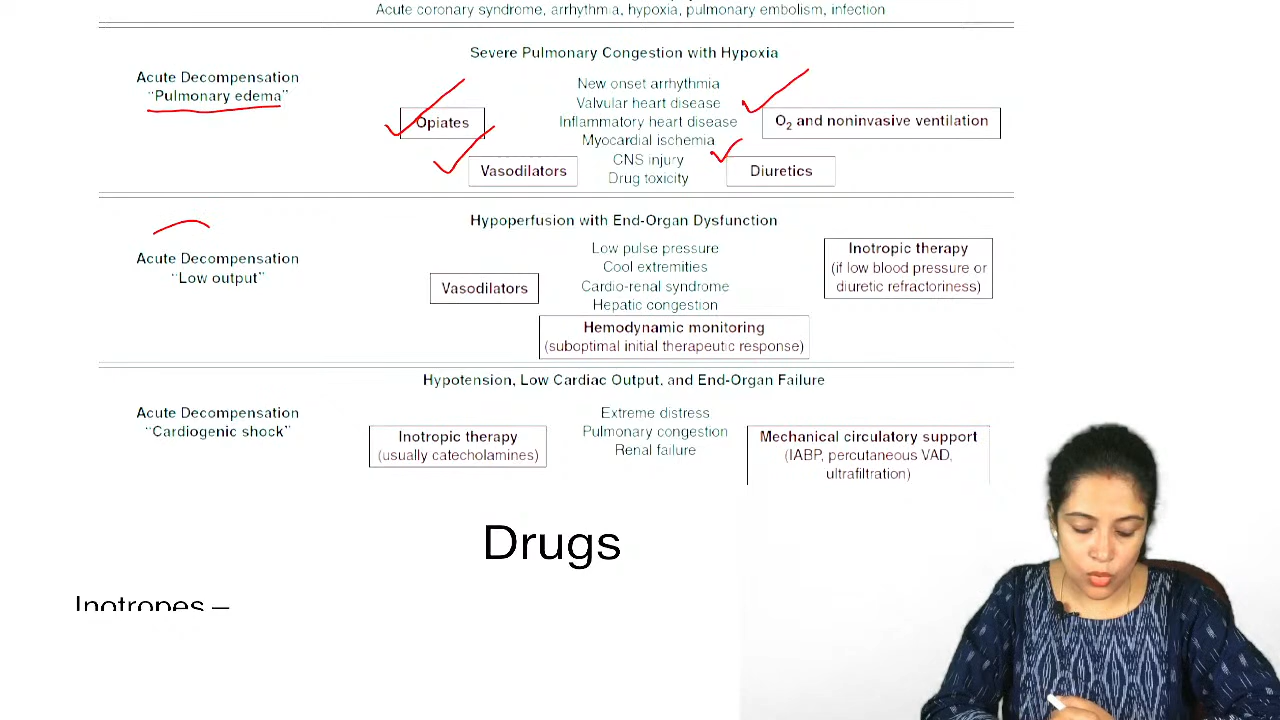 Acute coronary syndrome, arrhythmia, hypoxia, pulmonary embolism, infection
Severe Pulmonary Congestion with Hypoxia
Acute Decompensation
"Pulmonary edema"
Opiates
Vasodilators
New onset arrhythmia
Valvular heart disease
Inflammatory heart disease
Myocardial ischemia
CNS injury
Drug toxicity
O₂ and noninvasive ventilation
Diuretics
Hypoperfusion with End-Organ Dysfunction
Acute Decompensation
"Low output"
Vasodilators
Low pulse pressure
Cool extremities
Cardio-renal syndrome
Hepatic congestion
Hemodynamic monitoring
(suboptimal initial therapeutic response)
Inotropic therapy
(if low blood pressure or
diuretic refractoriness)
Hypotension, Low Cardiac Output, and End-Organ Failure
Acute Decompensation
"Cardiogenic shock"
Inotropic therapy
(usually catecholamines)
Extreme distress
Pulmonary congestion
Renal failure
Mechanical circulatory support
(IABP, percutaneous VAD,
ultrafiltration)
Drugs
Inotropes –